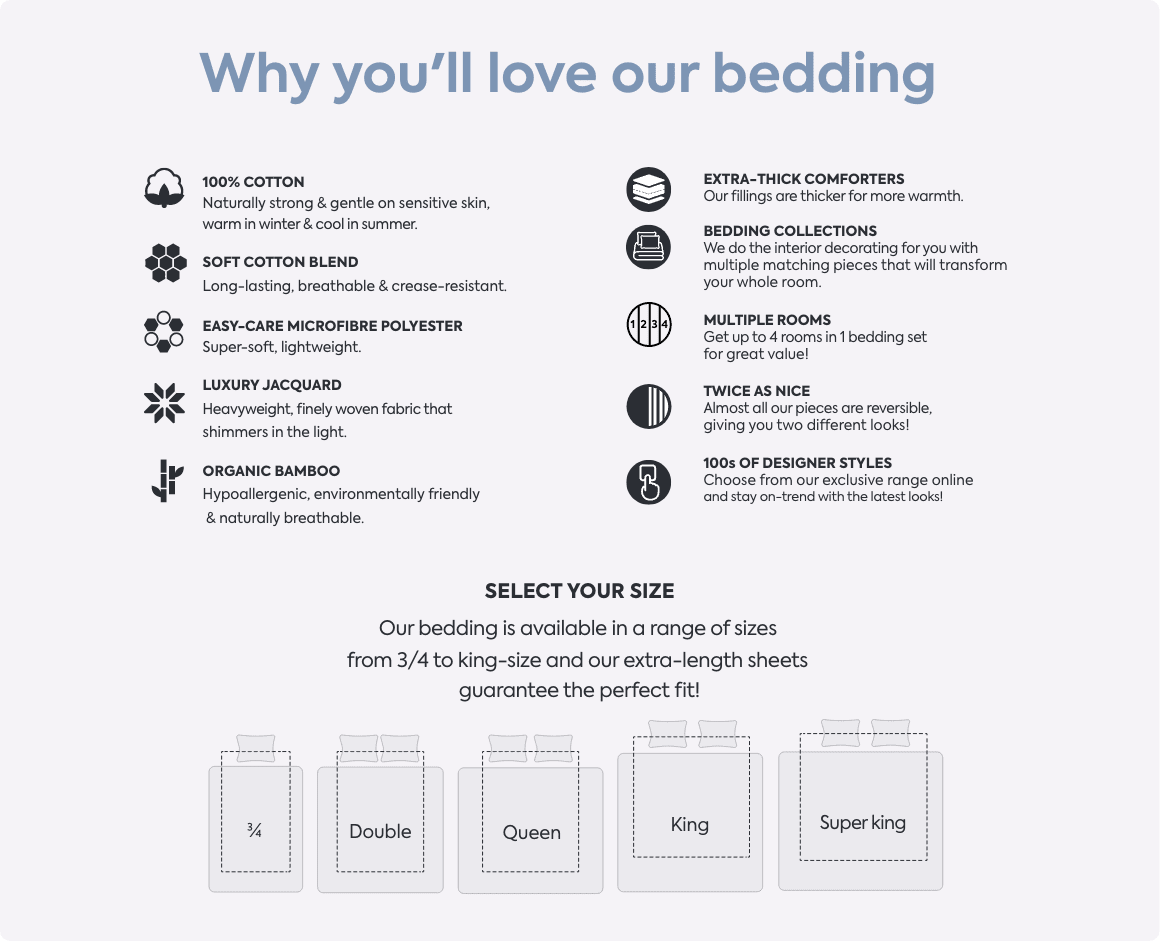 Why you’ll love our bedding
100% COTTON
Naturally strong & gentle on sensitive skin,
warm in winter & cool in summer.
SOFT COTTON BLEND
Long-lasting, breathable & crease-resistant.
EASY-CARE MICROFIBRE POLYESTER
Super-soft, lightweight.
LUXURY JACQUARD
Heavyweight, finely woven fabric that
shimmers in the light.
ORGANIC BAMBOO
Hypoallergenic, environmentally friendly
& naturally breathable.
EXTRA-THICK COMFORTERS
Our fillings are thicker for more warmth.
BEDDING COLLECTIONS
We do the interior decorating for you with
multiple matching pieces that will transform
your whole room.
1 2 3 4
MULTIPLE ROOMS
Get up to 4 rooms in 1 bedding set
for great value!
TWICE AS NICE
Almost all our pieces are reversible,
giving you two different looks!
100s OF DESIGNER STYLES
Choose from our exclusive range online
and stay on-trend with the latest looks!
SELECT YOUR SIZE
Our bedding is available in a range of sizes
from 3/4 to king-size and our extra-length sheets
guarantee the perfect fit!
¾
Double
Queen
King
Super king